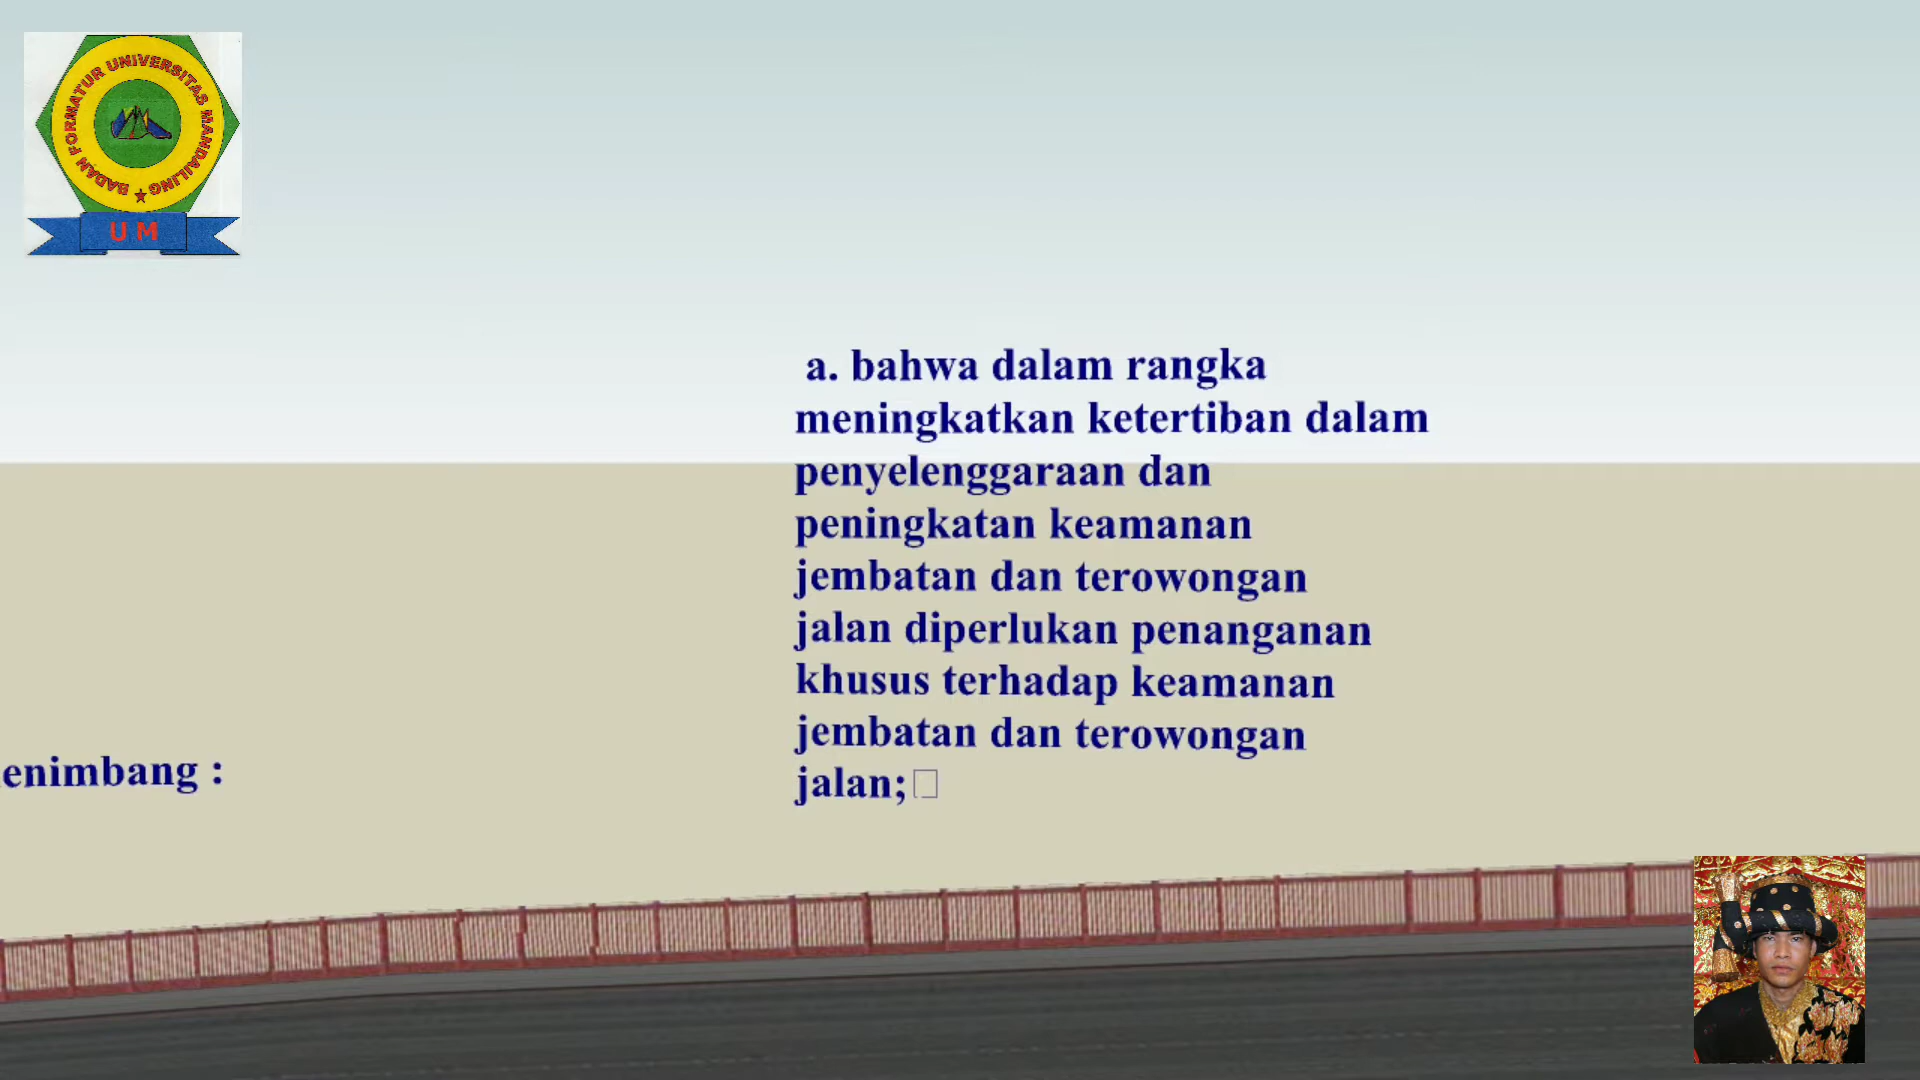 BADAN FORMATUR UNIVERSITAS MANDAILING
U M
a. bahwa dalam rangka
meningkatkan ketertiban dalam
penyelenggaraan dan
peningkatan keamanan
jembatan dan terowongan
jalan diperlukan penanganan
khusus terhadap keamanan
jembatan dan terowongan
jalan;
enimbang :